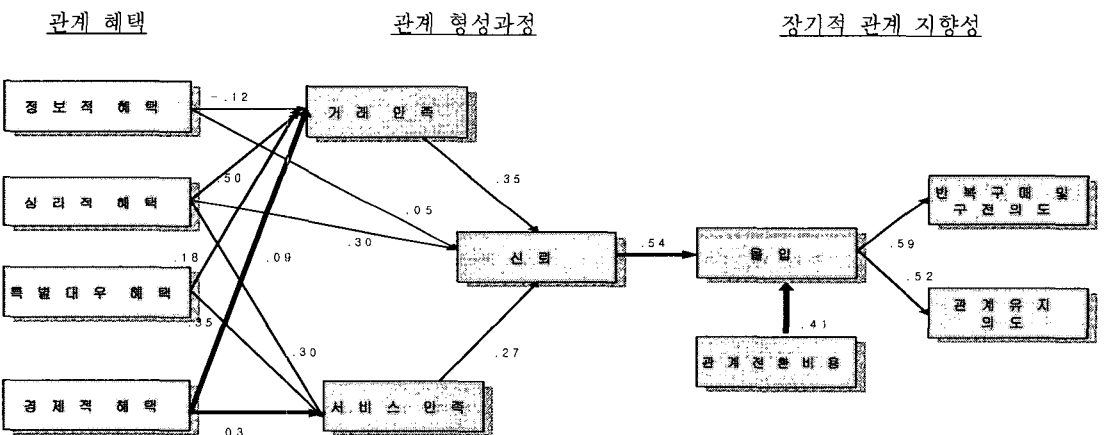 관계 혜택
관계 형성과정
장기적 관계 지향성
정보적 혜택
-.12
거래 만족
심리적 혜택
.50
.35
.05
.30
반복구매 및
구전의도
신뢰
.54
몰입
.59
.52
.18
.09
특별대우 혜택
관계유지
의도
.35
.30
.27
.41
관계전환비용
경제적 혜택
서비스 만족
.03